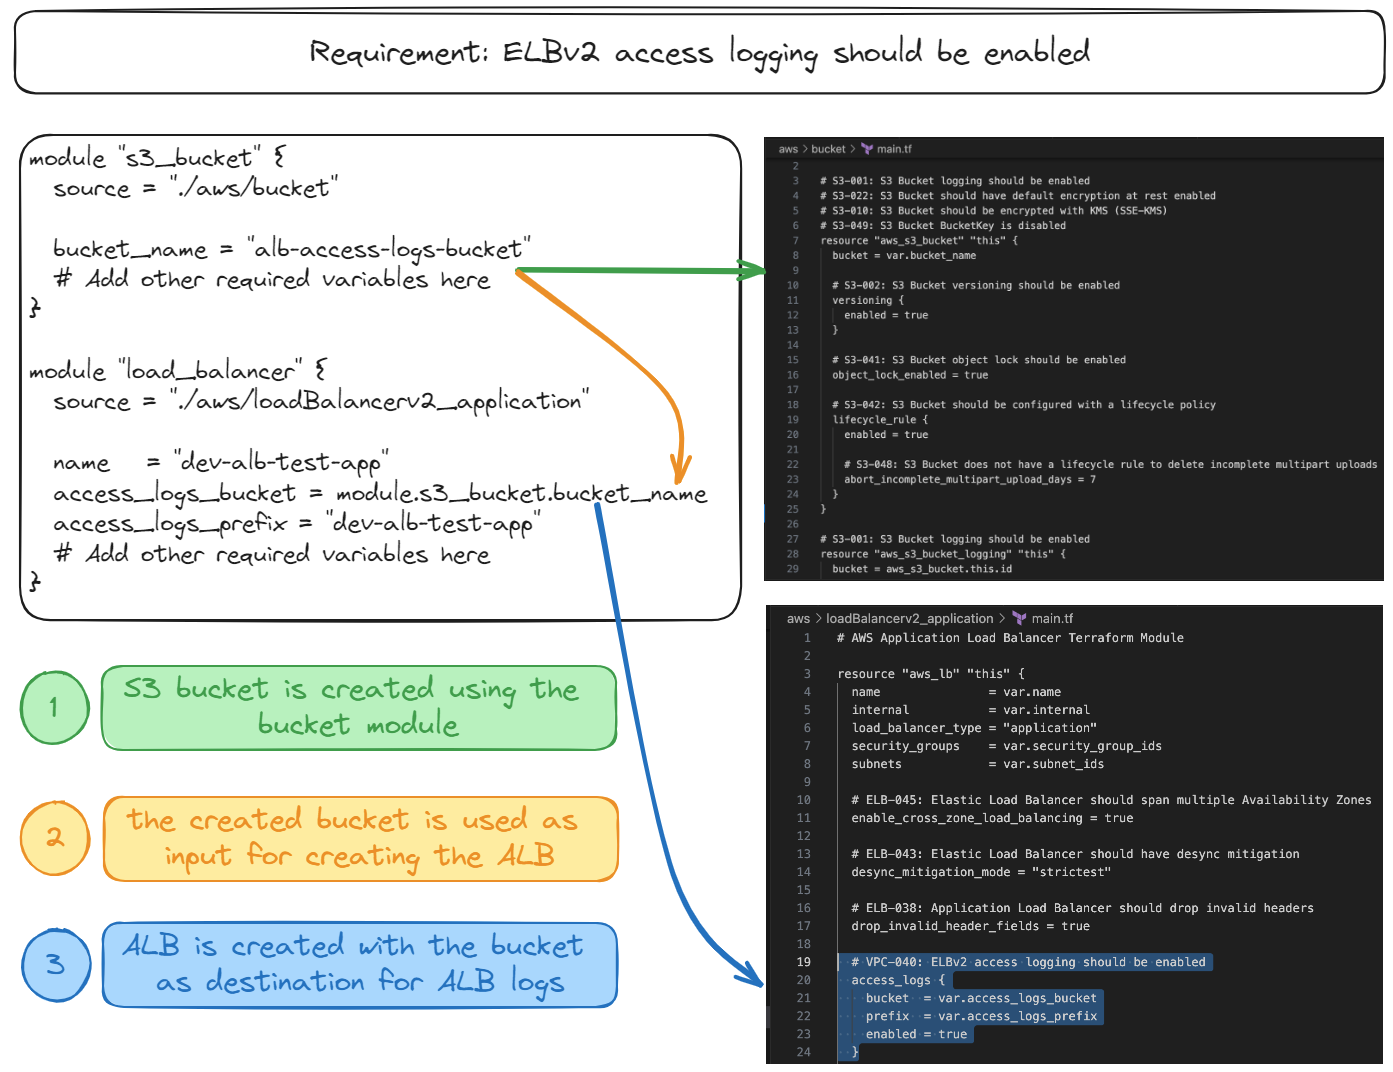 Requirement: ELBv2 access logging should be enabled
module "s3_bucket" {
source = "./aws/bucket"
bucket_name = "alb-access-logs-bucket"
# Add other required variables here
}
module "load_balancer" {
source = "./aws/loadBalancerv2_application"
name = "dev-alb-test-app"
access_logs_bucket = module.s3_bucket.bucket_name
access_logs_prefix = "dev-alb-test-app"
# Add other required variables here
}
1
S3 bucket is created using the
bucket module
2
the created bucket is used as
input for creating the ALB
3
ALB is created with the bucket
as destination for ALB logs
aws > bucket > main.tf
2
3 # S3-001: S3 Bucket logging should be enabled
4 # S3-022: S3 Bucket should have default encryption at rest enabled
5 # S3-010: S3 Bucket should be encrypted with KMS (SSE-KMS)
6 # S3-049: S3 Bucket BucketKey is disabled
7 resource "aws_s3_bucket" "this" {
8 bucket = var.bucket_name
9
10 # S3-002: S3 Bucket versioning should be enabled
11 versioning {
12 enabled = true
13 }
14
15 # S3-041: S3 Bucket object lock should be enabled
16 object_lock_enabled = true
17
18 # S3-042: S3 Bucket should be configured with a lifecycle policy
19 lifecycle_rule {
20 enabled = true
21
22 # S3-048: S3 Bucket does not have a lifecycle rule to delete incomplete multipart uploads
23 abort_incomplete_multipart_upload_days = 7
24 }
25 }
26
27 # S3-001: S3 Bucket logging should be enabled
28 resource "aws_s3_bucket_logging" "this" {
29 bucket = aws_s3_bucket.this.id
aws > loadBalancerv2_application > main.tf
1 # AWS Application Load Balancer Terraform Module
2
3 resource "aws_lb" "this" {
4 name = var.name
5 internal = var.internal
6 load_balancer_type = "application"
7 security_groups = var.security_group_ids
8 subnets = var.subnet_ids
9
10 # ELB-045: Elastic Load Balancer should span multiple Availability Zones
11 enable_cross_zone_load_balancing = true
12
13 # ELB-043: Elastic Load Balancer should have desync mitigation
14 desync_mitigation_mode = "strictest"
15
16 # ELB-038: Application Load Balancer should drop invalid headers
17 drop_invalid_header_fields = true
18
19 # VPC-040: ELBv2 access logging should be enabled
20 access_logs {
21 bucket = var.access_logs_bucket
22 prefix = var.access_logs_prefix
23 enabled = true
24 }